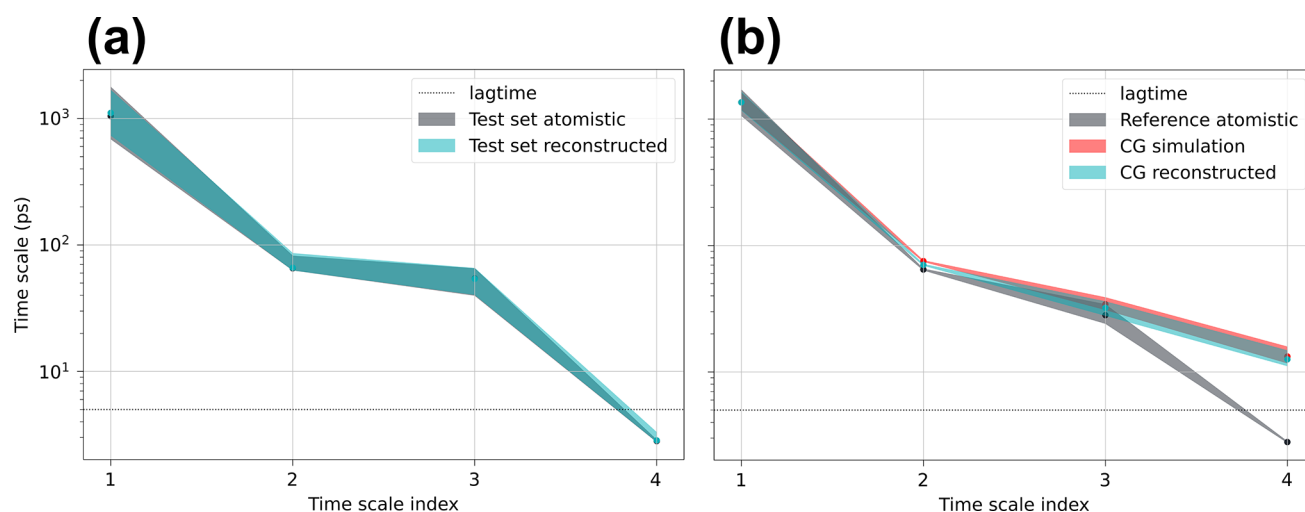 (a)
(b)
lagtime
Test set atomistic
Test set reconstructed
10³
10²
10¹
Time scale (ps)
1 2 3 4
Time scale index
lagtime
Reference atomistic
CG simulation
CG reconstructed
1 2 3 4
Time scale index